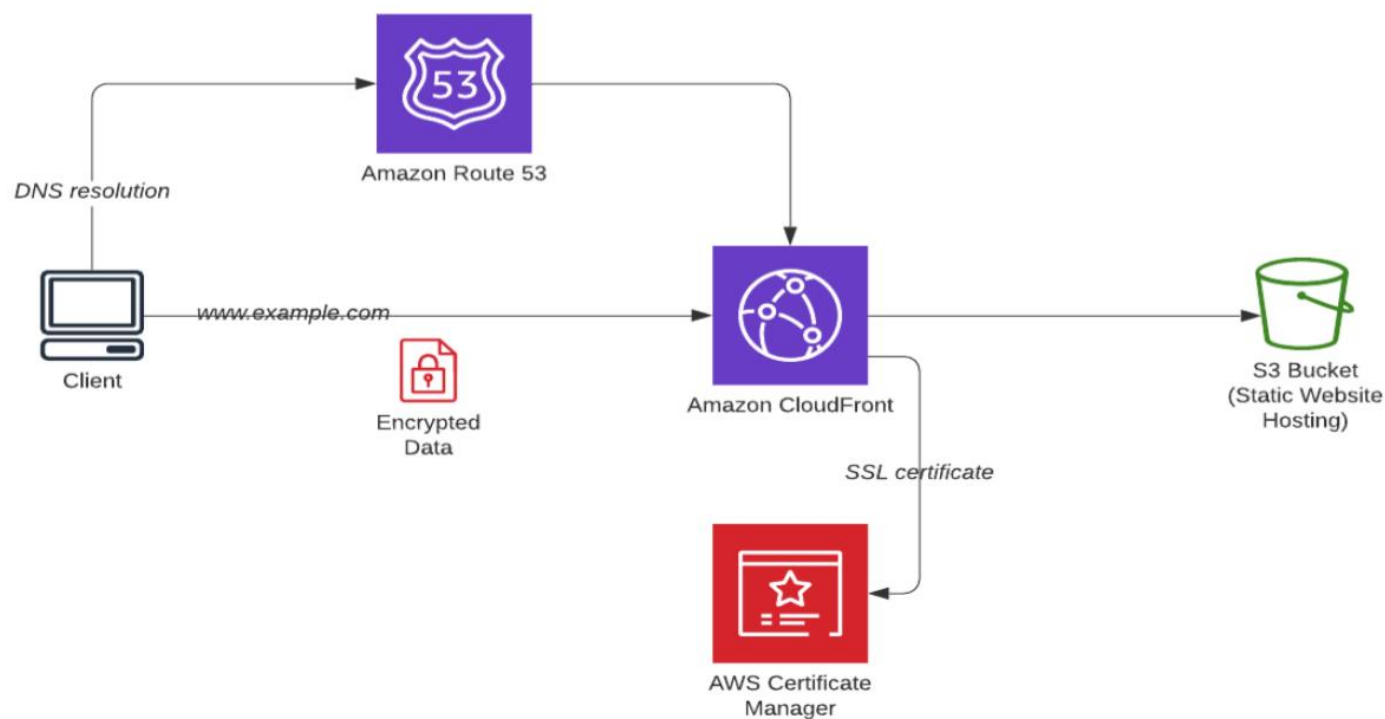 53
Amazon Route 53
DNS resolution
www.example.com
Client
Encrypted
Data
Amazon CloudFront
S3 Bucket
(Static Website
Hosting)
SSL certificate
AWS Certificate
Manager